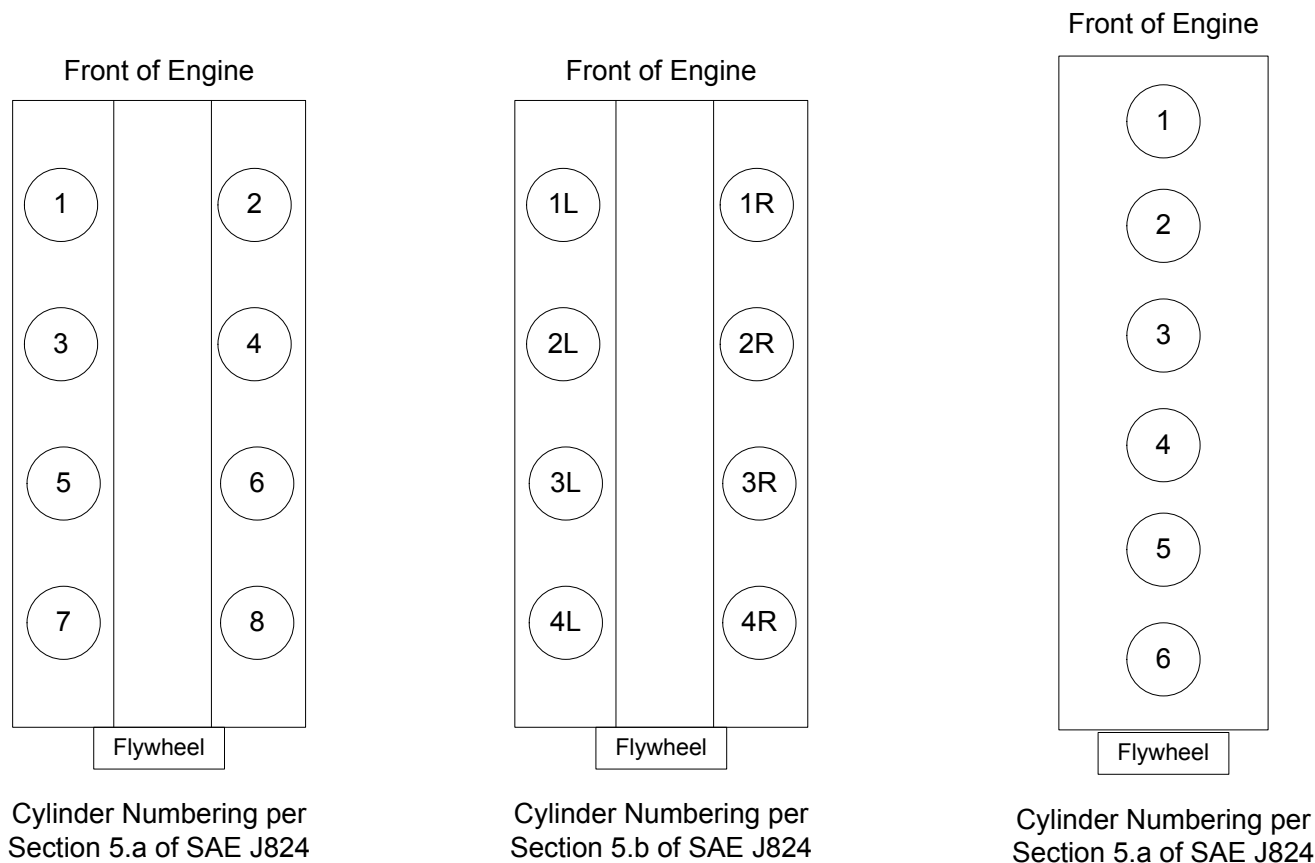 Front of Engine
1
2
3
4
5
6
7
8
Flywheel
Cylinder Numbering per
Section 5.a of SAE J824
Front of Engine
1L
1R
2L
2R
3L
3R
4L
4R
Flywheel
Cylinder Numbering per
Section 5.b of SAE J824
Front of Engine
1
2
3
4
5
6
Flywheel
Cylinder Numbering per
Section 5.a of SAE J824